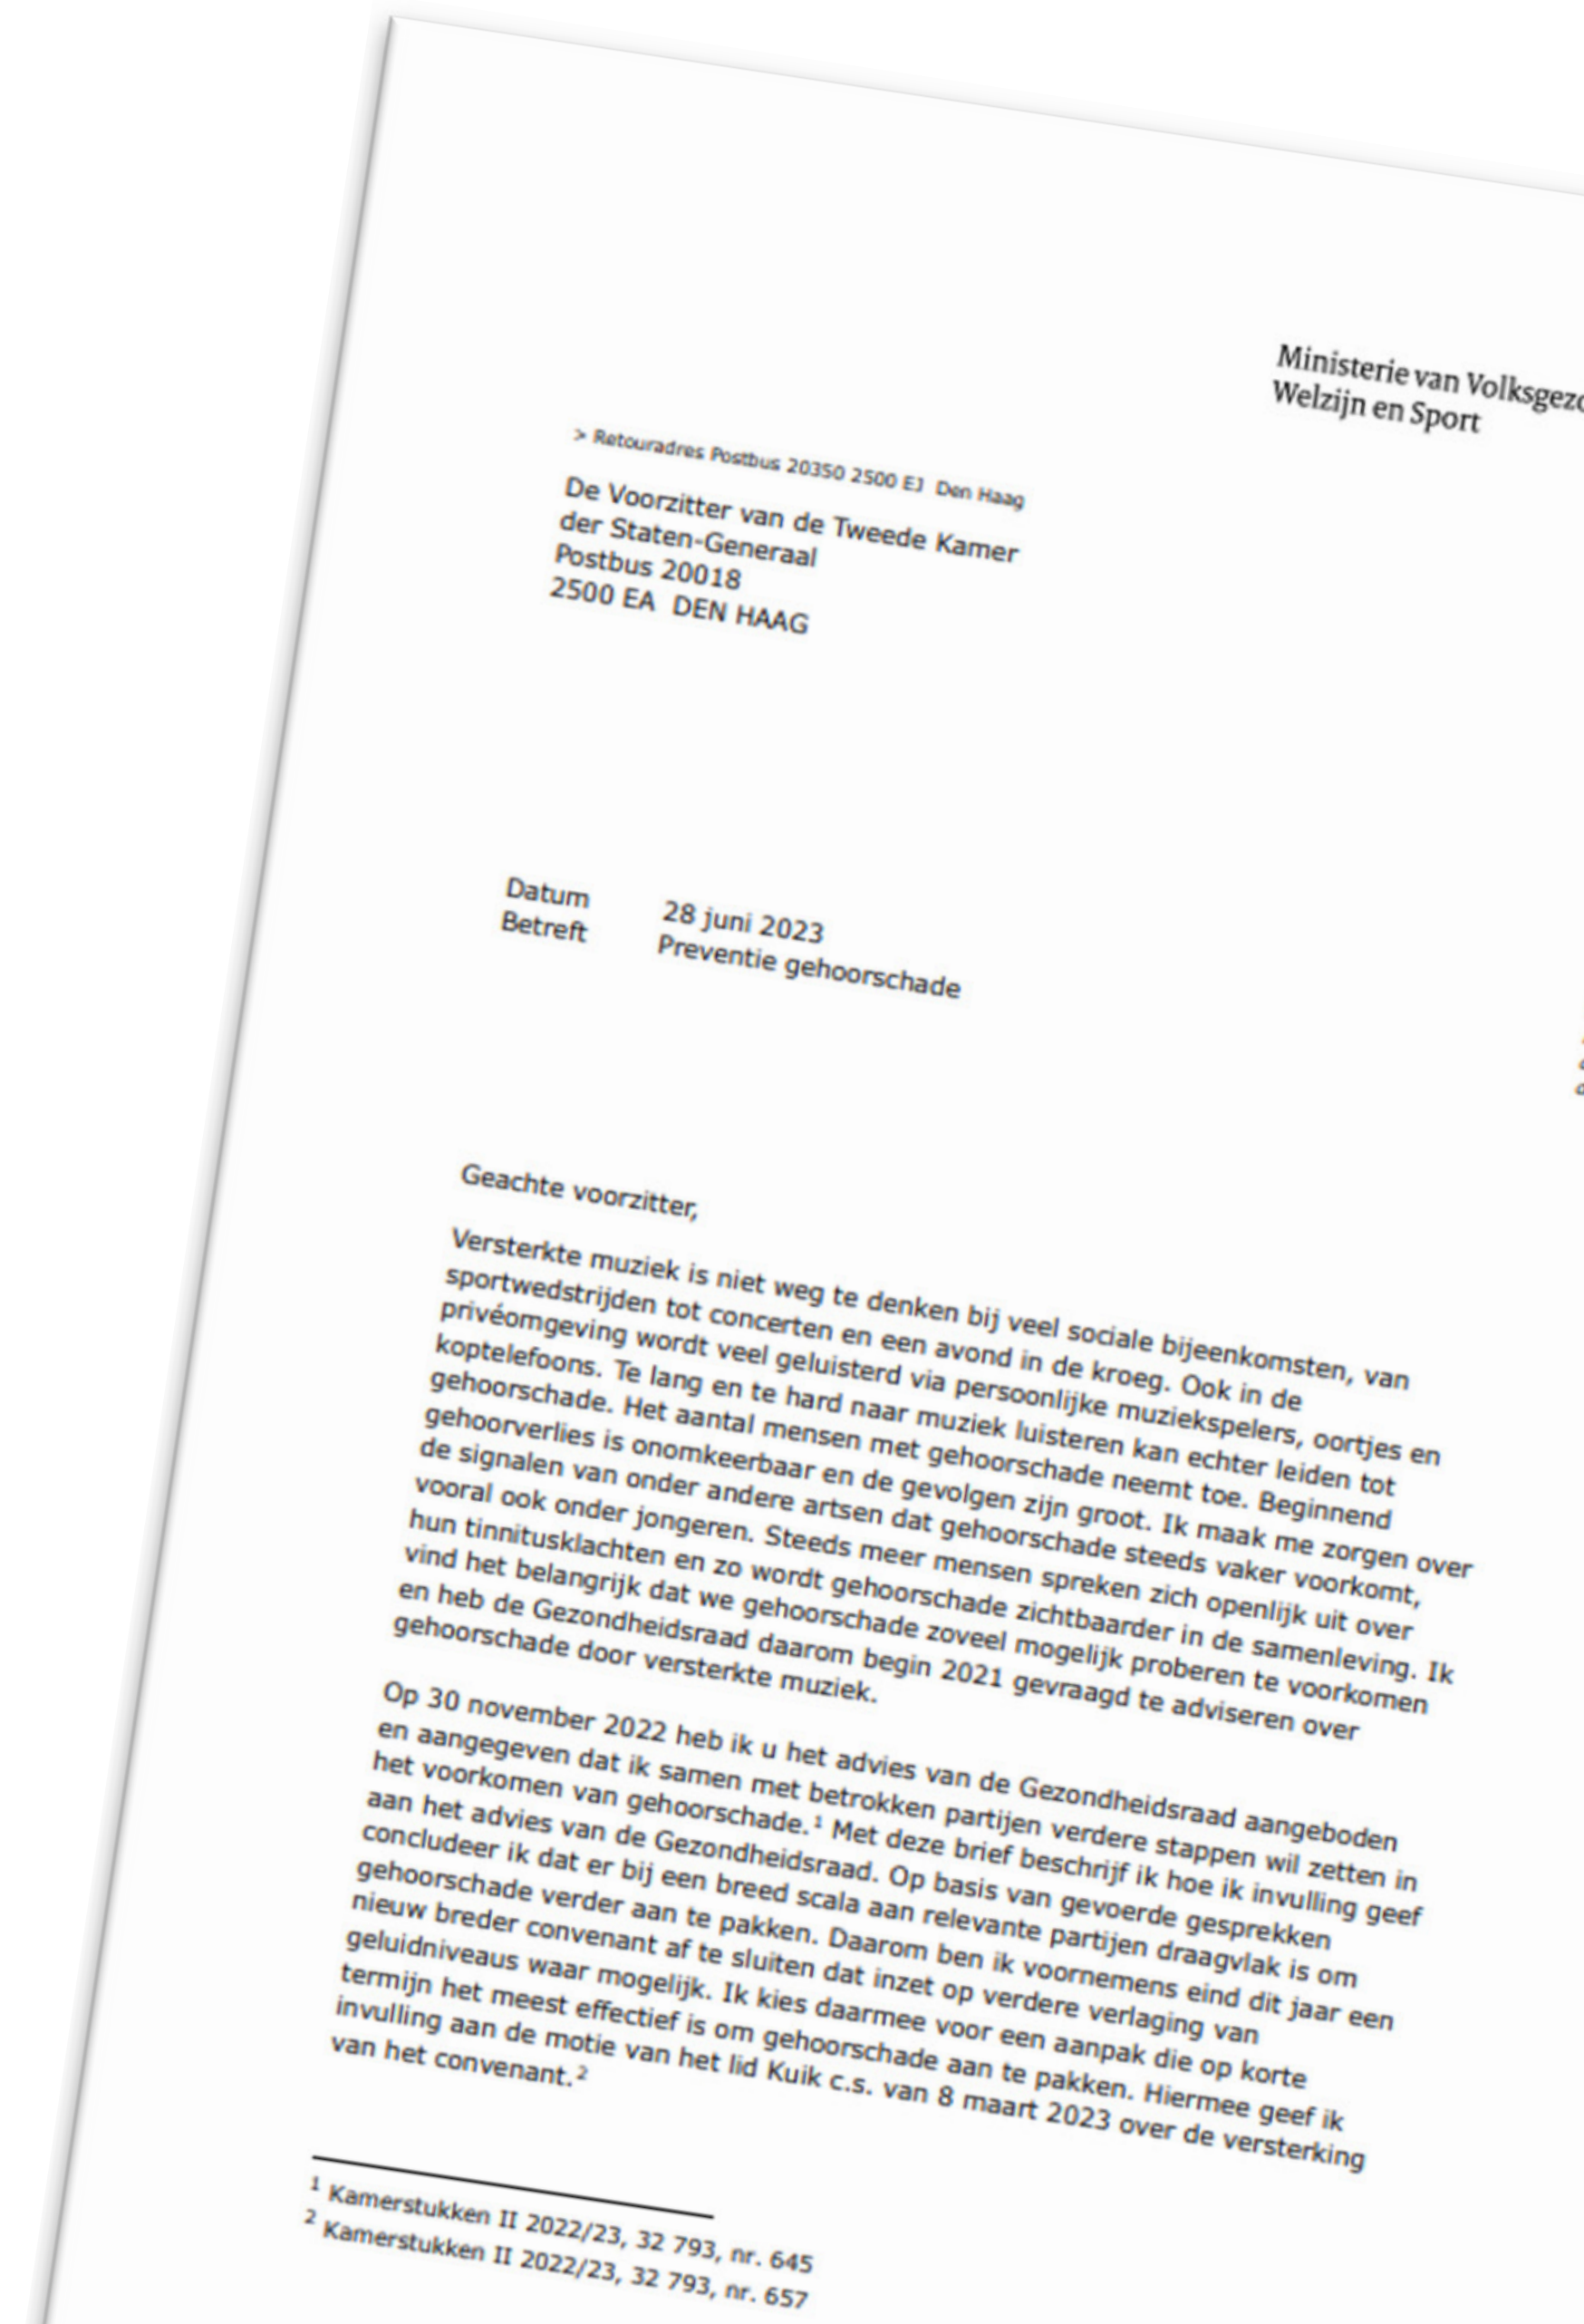 Ministerie van
Welzijn en Sport
> Retouradres Postbus 20350 2500 EJ Den Haag
De Voorzitter van de Tweede Kamer
der Staten-Generaal
Postbus 20018
2500 EA DEN HAAG
Datum 28 juni 2023
Betreft Preventie gehoorschade
Geachte voorzitter,
Versterkte muziek is niet weg te denken bij veel sociale bijeenkomsten, van
sportwedstrijden tot concerten en een avond in de kroeg. Ook in de
privéomgeving wordt veel geluisterd via persoonlijke muziekspelers, oortjes en
koptelefoons. Te lang en te hard naar muziek luisteren kan echter leiden tot
gehoorschade. Het aantal mensen met gehoorschade neemt toe. Beginnend
gehoorverlies is onomkeerbaar en de gevolgen zijn groot. Ik maak me zorgen over
de signalen van onder andere artsen dat gehoorschade steeds vaker voorkomt,
vooral ook onder jongeren. Steeds meer mensen spreken zich openlijk uit over
hun tinnitusklachten en zo wordt gehoorschade zichtbaarder in de samenleving. Ik
vind het belangrijk dat we gehoorschade zoveel mogelijk proberen te voorkomen
en heb de Gezondheidsraad daarom begin 2021 gevraagd te adviseren over
gehoorschade door versterkte muziek.
Op 30 november 2022 heb ik u het advies van de Gezondheidsraad aangeboden
en aangegeven dat ik samen met betrokken partijen verdere stappen wil zetten in
het voorkomen van gehoorschade.¹ Met deze brief beschrijf ik hoe ik invulling geef
aan het advies van de Gezondheidsraad. Op basis van gevoerde gesprekken
concludeer ik dat er bij een breed scala aan relevante partijen draagvlak is om
gehoorschade verder aan te pakken. Daarom ben ik voornemens eind dit jaar een
nieuw breder convenant af te sluiten dat inzet op verdere verlaging van
geluidniveaus waar mogelijk. Ik kies daarmee voor een aanpak die op korte
termijn het meest effectief is om gehoorschade aan te pakken. Hiermee geef ik
invulling aan de motie van het lid Kuik c.s. van 8 maart 2023 over de versterking
van het convenant.²
¹ Kamerstukken II 2022/23, 32 793, nr. 645
² Kamerstukken II 2022/23, 32 793, nr. 657